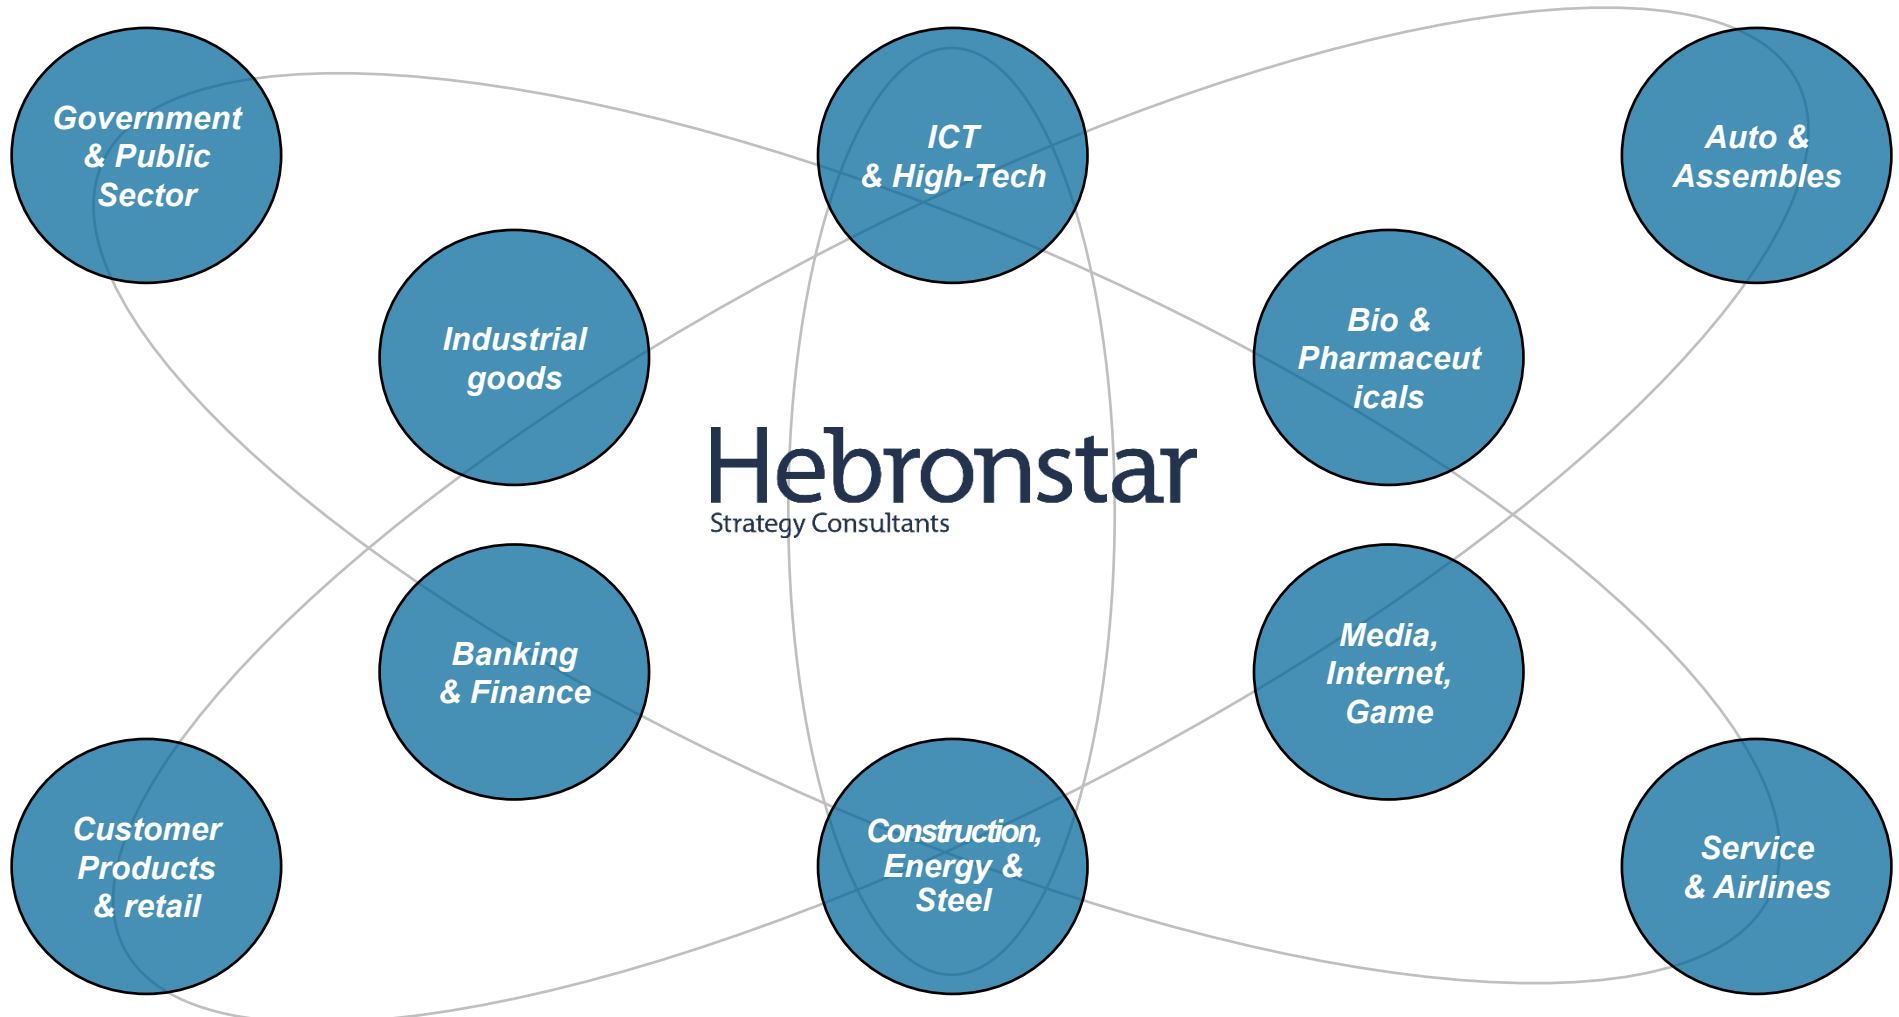 Government
& Public
Sector
ICT
& High-Tech
Auto &
Assembles
Industrial
goods
Bio &
Pharmaceut
icals
Hebronstar
Strategy Consultants
Banking
& Finance
Media,
Internet,
Game
Customer
Products
& retail
Construction,
Energy &
Steel
Service
& Airlines